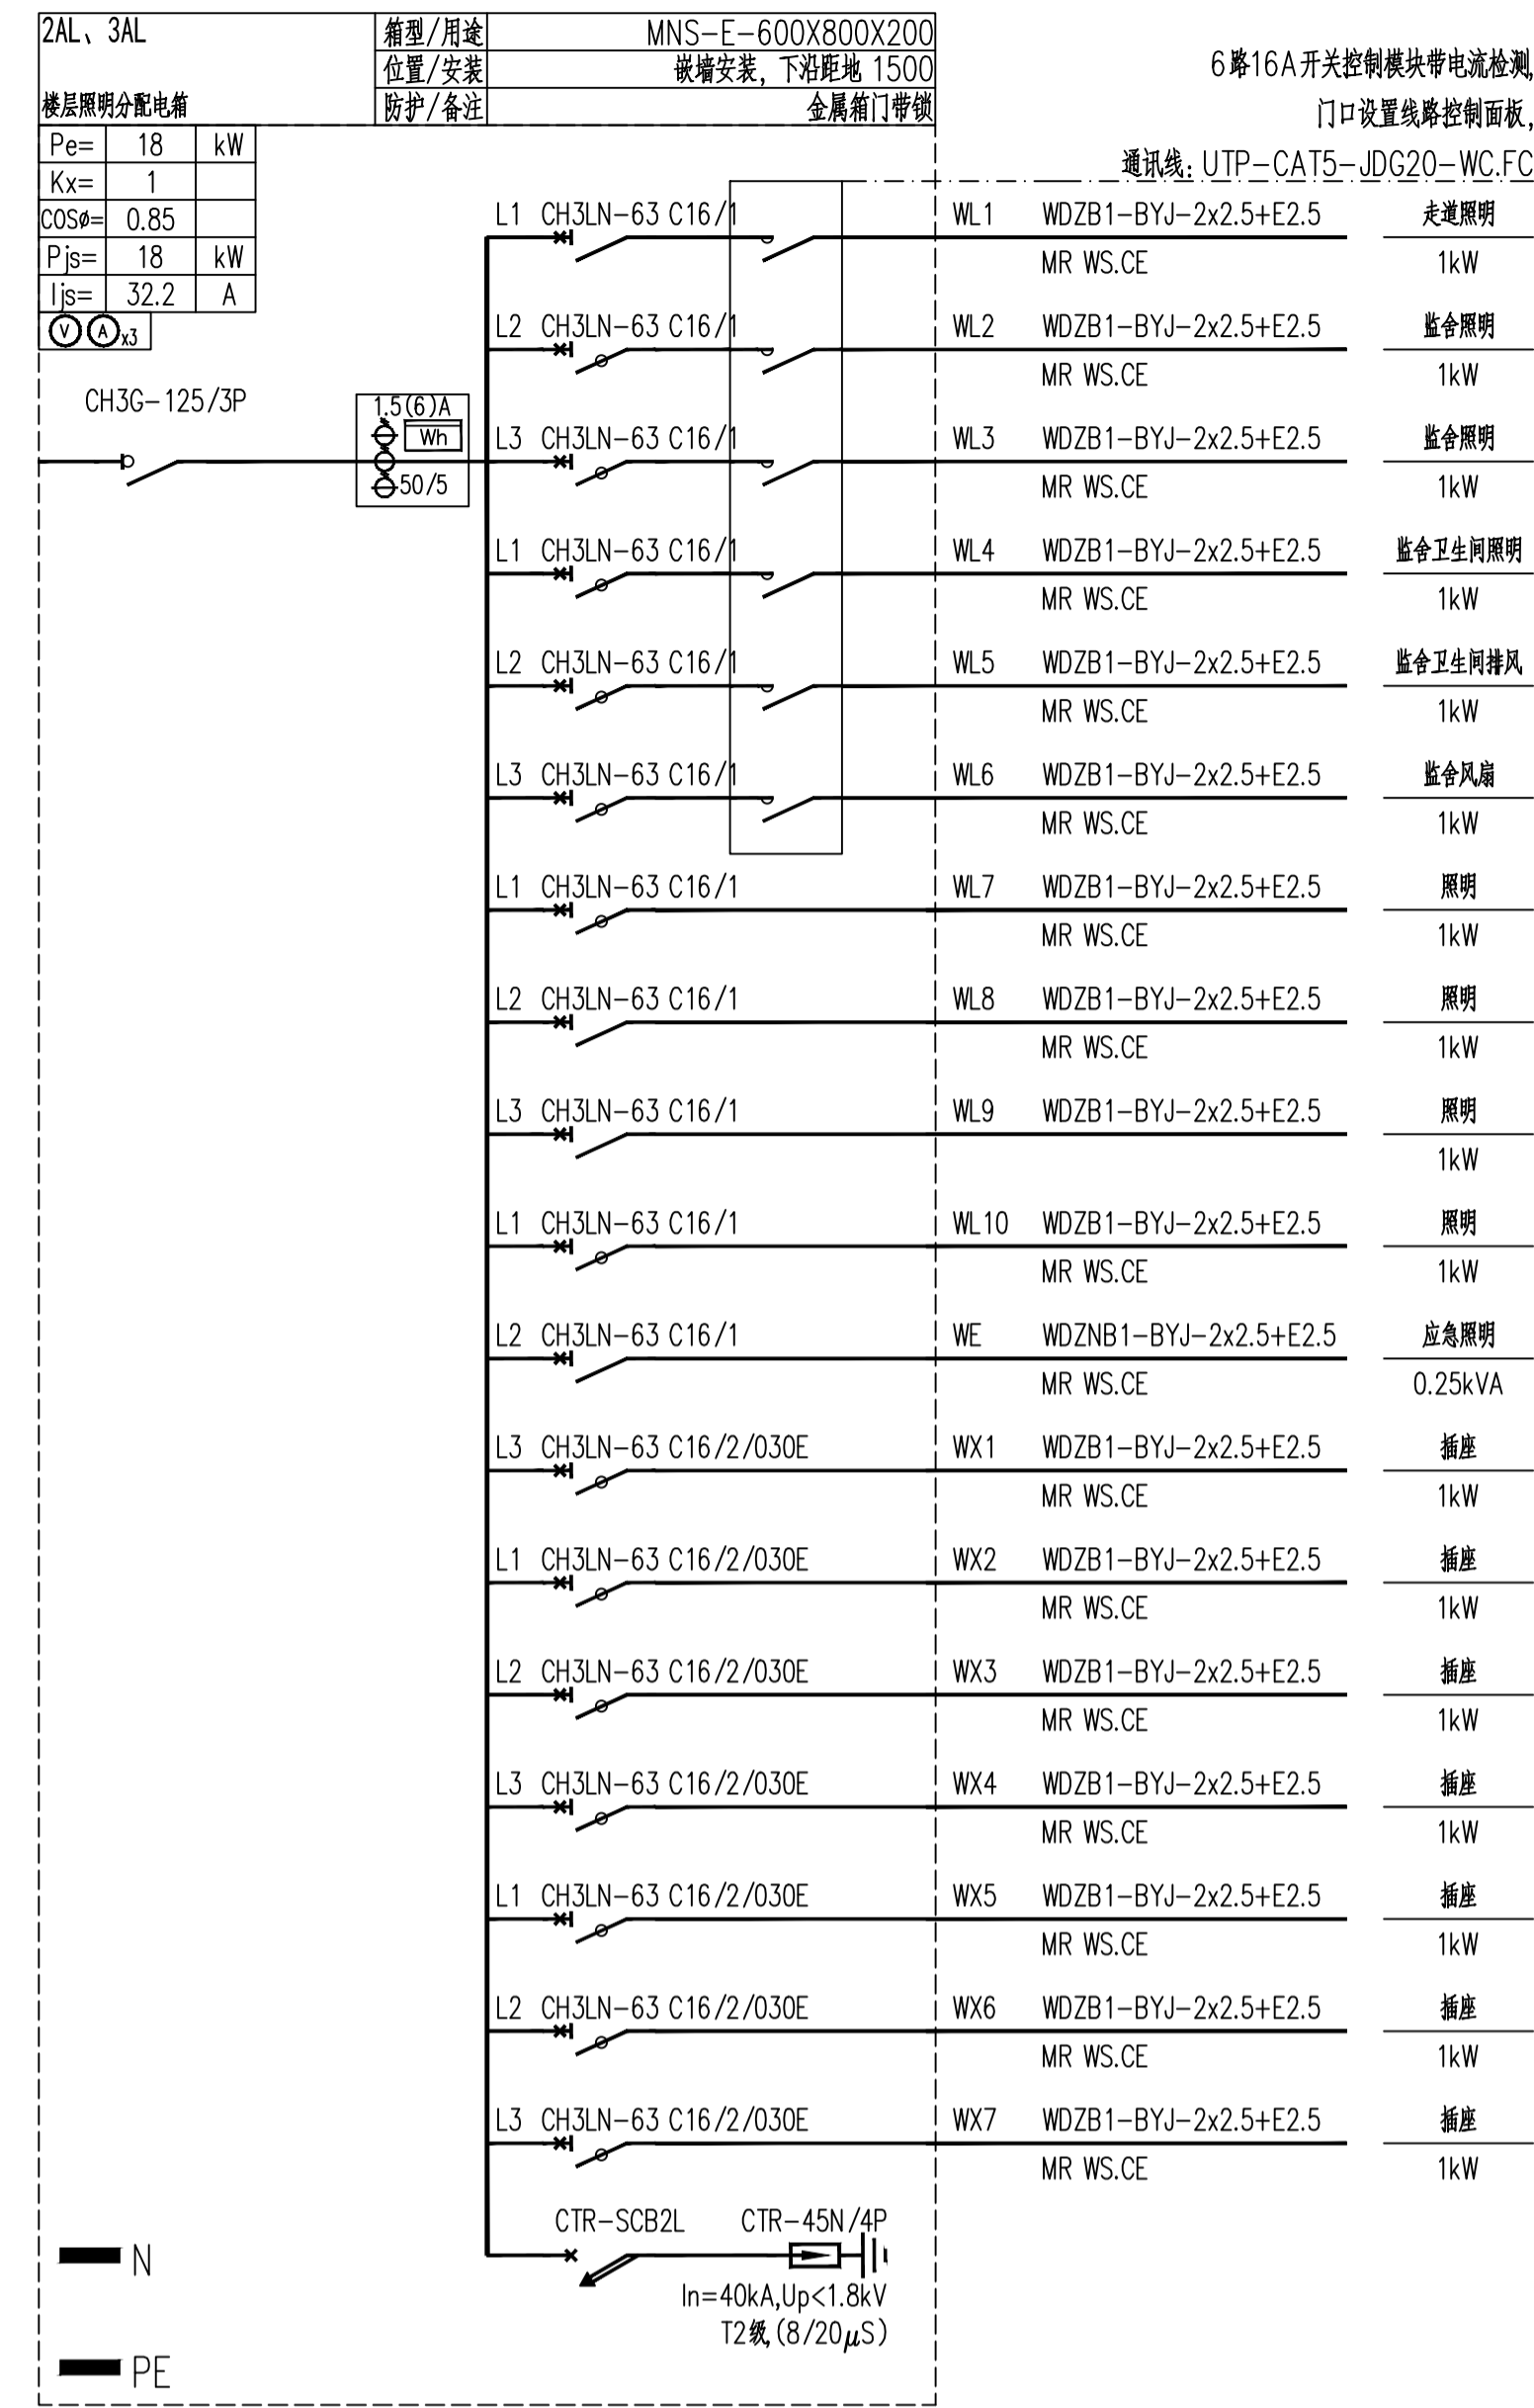 2AL、3AL
楼层照明分配电箱
箱型/用途 MNS-E-600X800X200
位置/安装 嵌墙安装, 下沿距地 1500
防护/备注 金属箱门带锁
6路16A开关控制模块带电流检测,
门口设置线路控制面板,
通讯线: UTP-CAT5-JDG20-WC.FC
Pe= 18 kW
Kx= 1
COSø= 0.85
Pjs= 18 kW
Ijs= 32.2 A
V A x3
CH3G-125/3P
1.5(6)A
Wh
50/5
L1 CH3LN-63 C16/1 WL1 WDZB1-BYJ-2x2.5+E2.5 走道照明
MR WS.CE 1kW
L2 CH3LN-63 C16/1 WL2 WDZB1-BYJ-2x2.5+E2.5 监舍照明
MR WS.CE 1kW
L3 CH3LN-63 C16/1 WL3 WDZB1-BYJ-2x2.5+E2.5 监舍照明
MR WS.CE 1kW
L1 CH3LN-63 C16/1 WL4 WDZB1-BYJ-2x2.5+E2.5 监舍卫生间照明
MR WS.CE 1kW
L2 CH3LN-63 C16/1 WL5 WDZB1-BYJ-2x2.5+E2.5 监舍卫生间排风
MR WS.CE 1kW
L3 CH3LN-63 C16/1 WL6 WDZB1-BYJ-2x2.5+E2.5 监舍风扇
MR WS.CE 1kW
L1 CH3LN-63 C16/1 WL7 WDZB1-BYJ-2x2.5+E2.5 照明
MR WS.CE 1kW
L2 CH3LN-63 C16/1 WL8 WDZB1-BYJ-2x2.5+E2.5 照明
MR WS.CE 1kW
L3 CH3LN-63 C16/1 WL9 WDZB1-BYJ-2x2.5+E2.5 照明
1kW
L1 CH3LN-63 C16/1 WL10 WDZB1-BYJ-2x2.5+E2.5 照明
MR WS.CE 1kW
L2 CH3LN-63 C16/1 WE WDZNB1-BYJ-2x2.5+E2.5 应急照明
MR WS.CE 0.25kVA
L3 CH3LN-63 C16/2/030E WX1 WDZB1-BYJ-2x2.5+E2.5 插座
MR WS.CE 1kW
L1 CH3LN-63 C16/2/030E WX2 WDZB1-BYJ-2x2.5+E2.5 插座
MR WS.CE 1kW
L2 CH3LN-63 C16/2/030E WX3 WDZB1-BYJ-2x2.5+E2.5 插座
MR WS.CE 1kW
L3 CH3LN-63 C16/2/030E WX4 WDZB1-BYJ-2x2.5+E2.5 插座
MR WS.CE 1kW
L1 CH3LN-63 C16/2/030E WX5 WDZB1-BYJ-2x2.5+E2.5 插座
MR WS.CE 1kW
L2 CH3LN-63 C16/2/030E WX6 WDZB1-BYJ-2x2.5+E2.5 插座
MR WS.CE 1kW
L3 CH3LN-63 C16/2/030E WX7 WDZB1-BYJ-2x2.5+E2.5 插座
MR WS.CE 1kW
CTR-SCB2L CTR-45N/4P
N
In=40kA,Up<1.8kV
T2级,(8/20μS)
PE